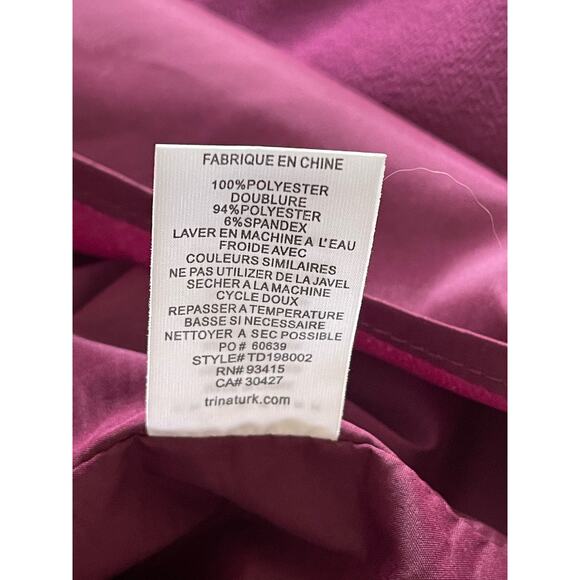 FABRIQUE EN CHINE
100%POLYESTER
DOUBLURE
94%POLYESTER
6%SPANDEX
LAVER EN MACHINE A L'EAU
FROIDE AVEC
COULEURS SIMILAIRES
NE PAS UTILIZER DE LA JAVEL
SECHER A LA MACHINE
CYCLE DOUX
REPASSER A TEMPERATURE
BASSE SI NECESSAIRE
NETTOYER A SEC POSSIBLE
PO# 60639
STYLE# TD198002
RN# 93415
CA# 30427
trinaturk.com